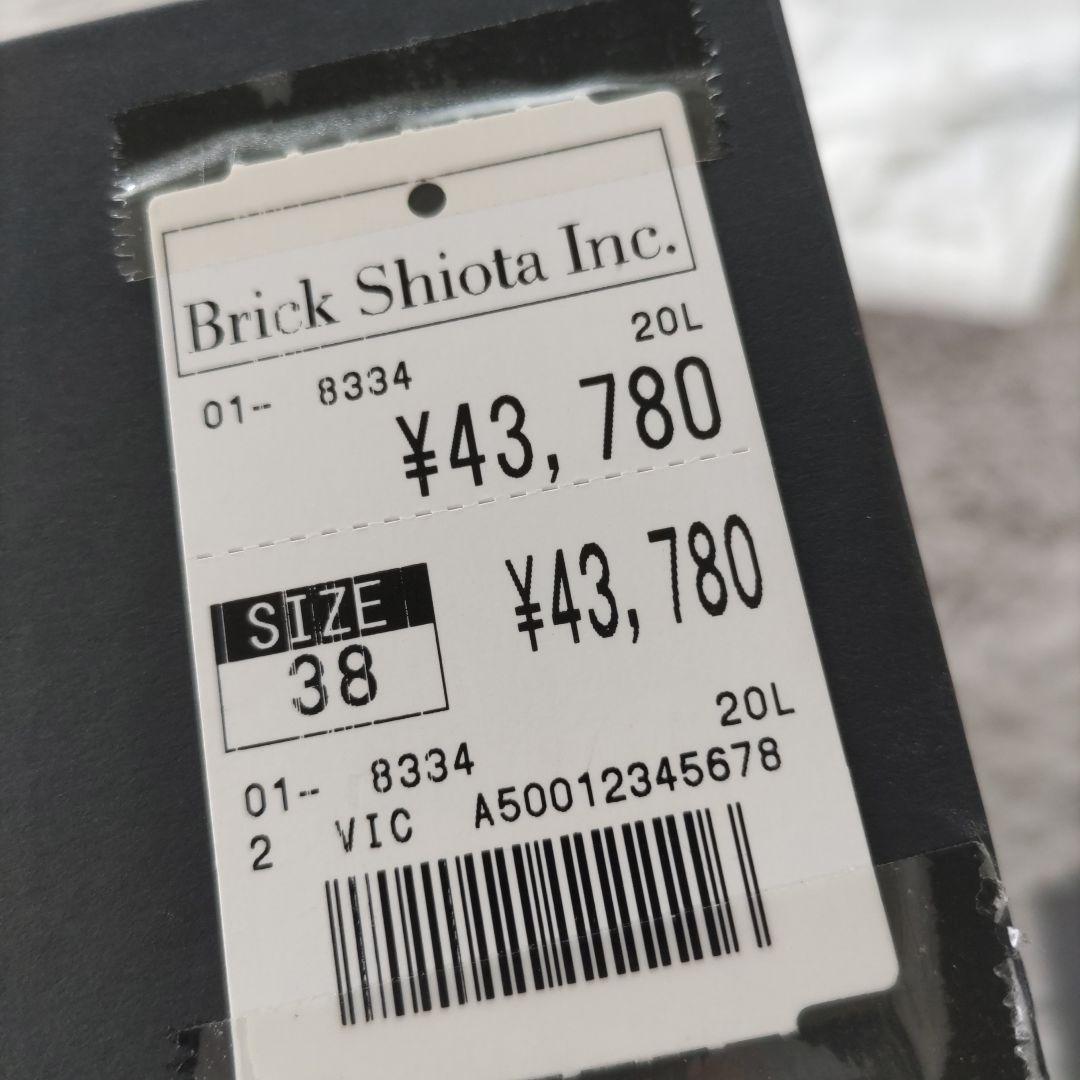 Brick Shiota Inc.
20L
01-- 8334
¥43,780
SIZE
38
¥43,780
20L
01-- 8334
2 VIC A50012345678